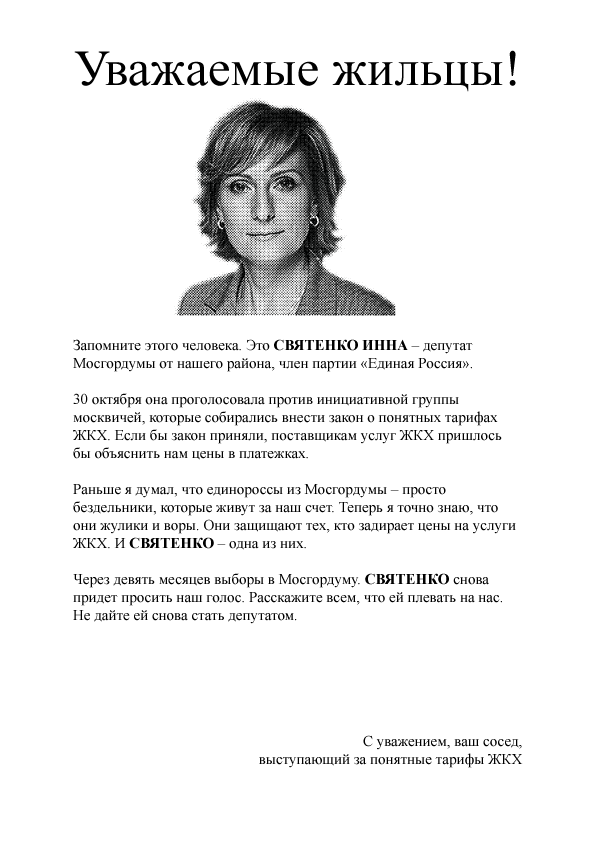 Уважаемые жильцы!
Запомните этого человека. Это СВЯТЕНКО ИННА – депутат
Мосгордумы от нашего района, член партии «Единая Россия».
30 октября она проголосовала против инициативной группы
москвичей, которые собирались внести закон о понятных тарифах
ЖКХ. Если бы закон приняли, поставщикам услуг ЖКХ пришлось
бы объяснить нам цены в платежках.
Раньше я думал, что единороссы из Мосгордумы – просто
бездельники, которые живут за наш счет. Теперь я точно знаю, что
они жулики и воры. Они защищают тех, кто задирает цены на услуги
ЖКХ. И СВЯТЕНКО – одна из них.
Через девять месяцев выборы в Мосгордуму. СВЯТЕНКО снова
придет просить наш голос. Расскажите всем, что ей плевать на нас.
Не дайте ей снова стать депутатом.
С уважением, ваш сосед,
выступающий за понятные тарифы ЖКХ